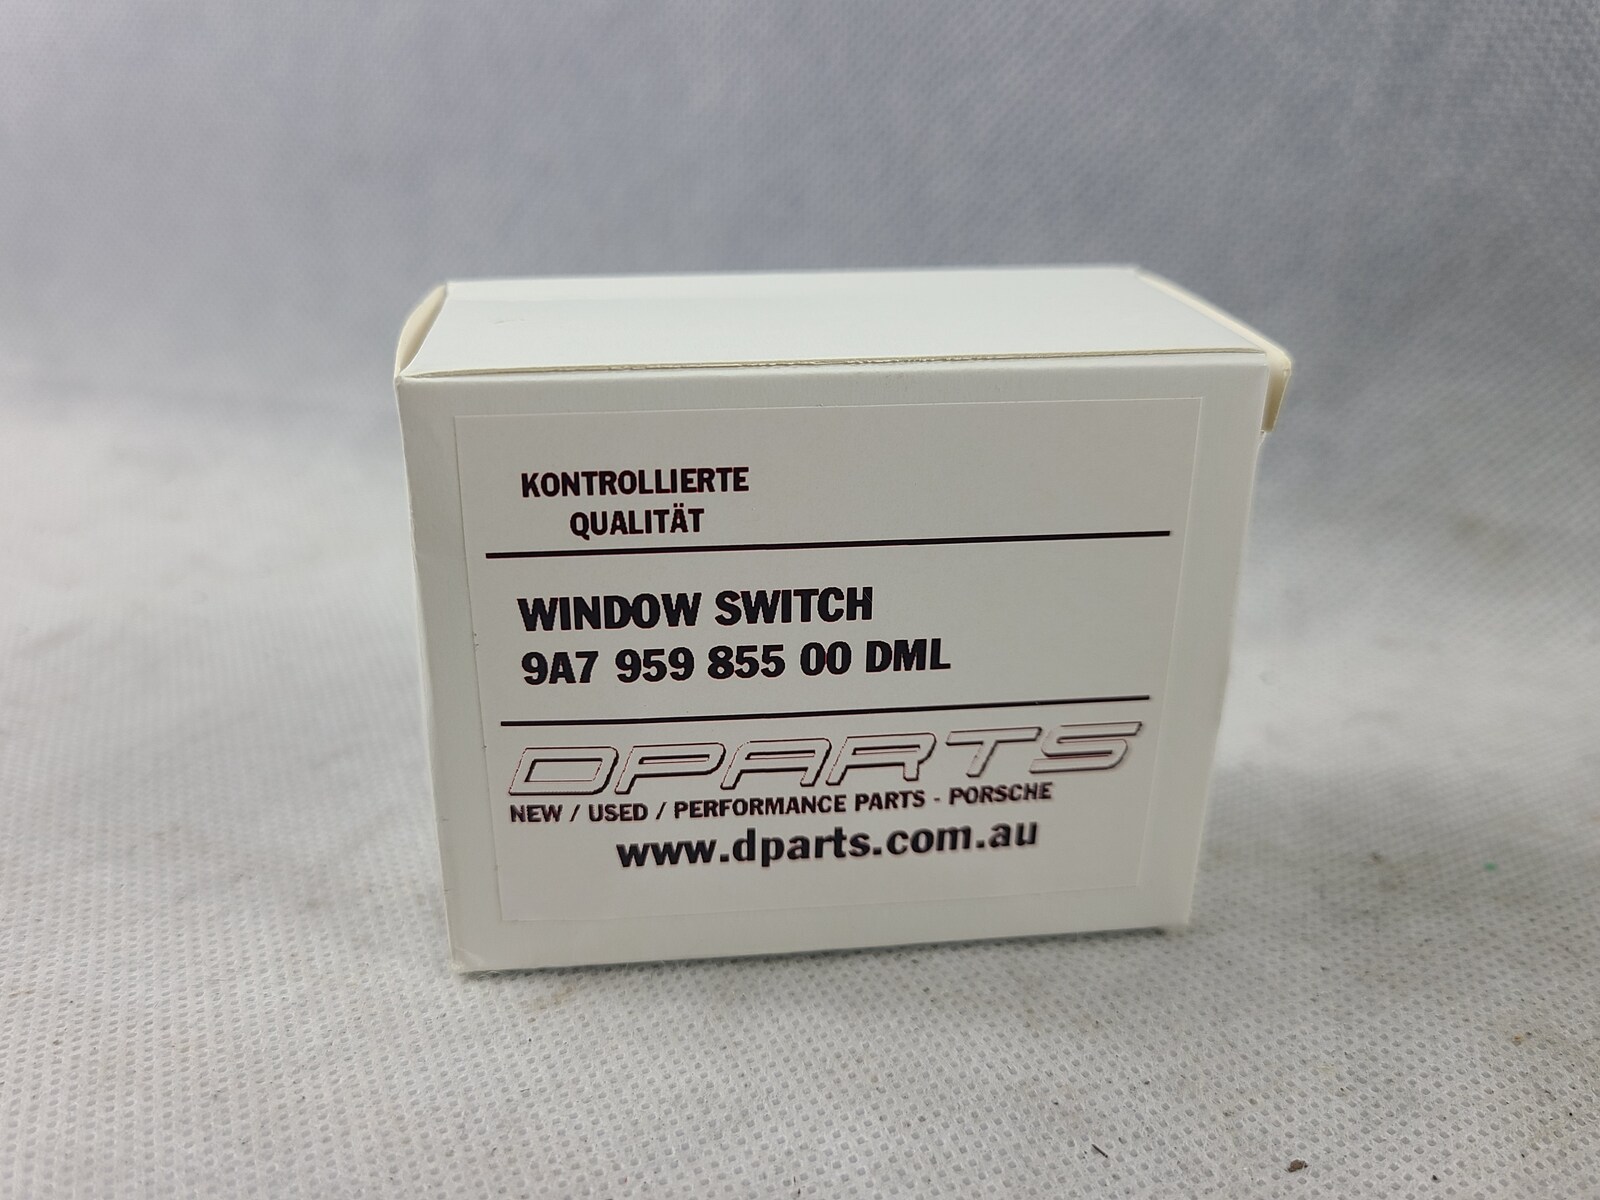 KONTROLLIERTE
QUALITÄT
WINDOW SWITCH
9A7 959 855 00 DML
DPARTS
NEW / USED / PERFORMANCE PARTS - PORSCHE
www.dparts.com.au